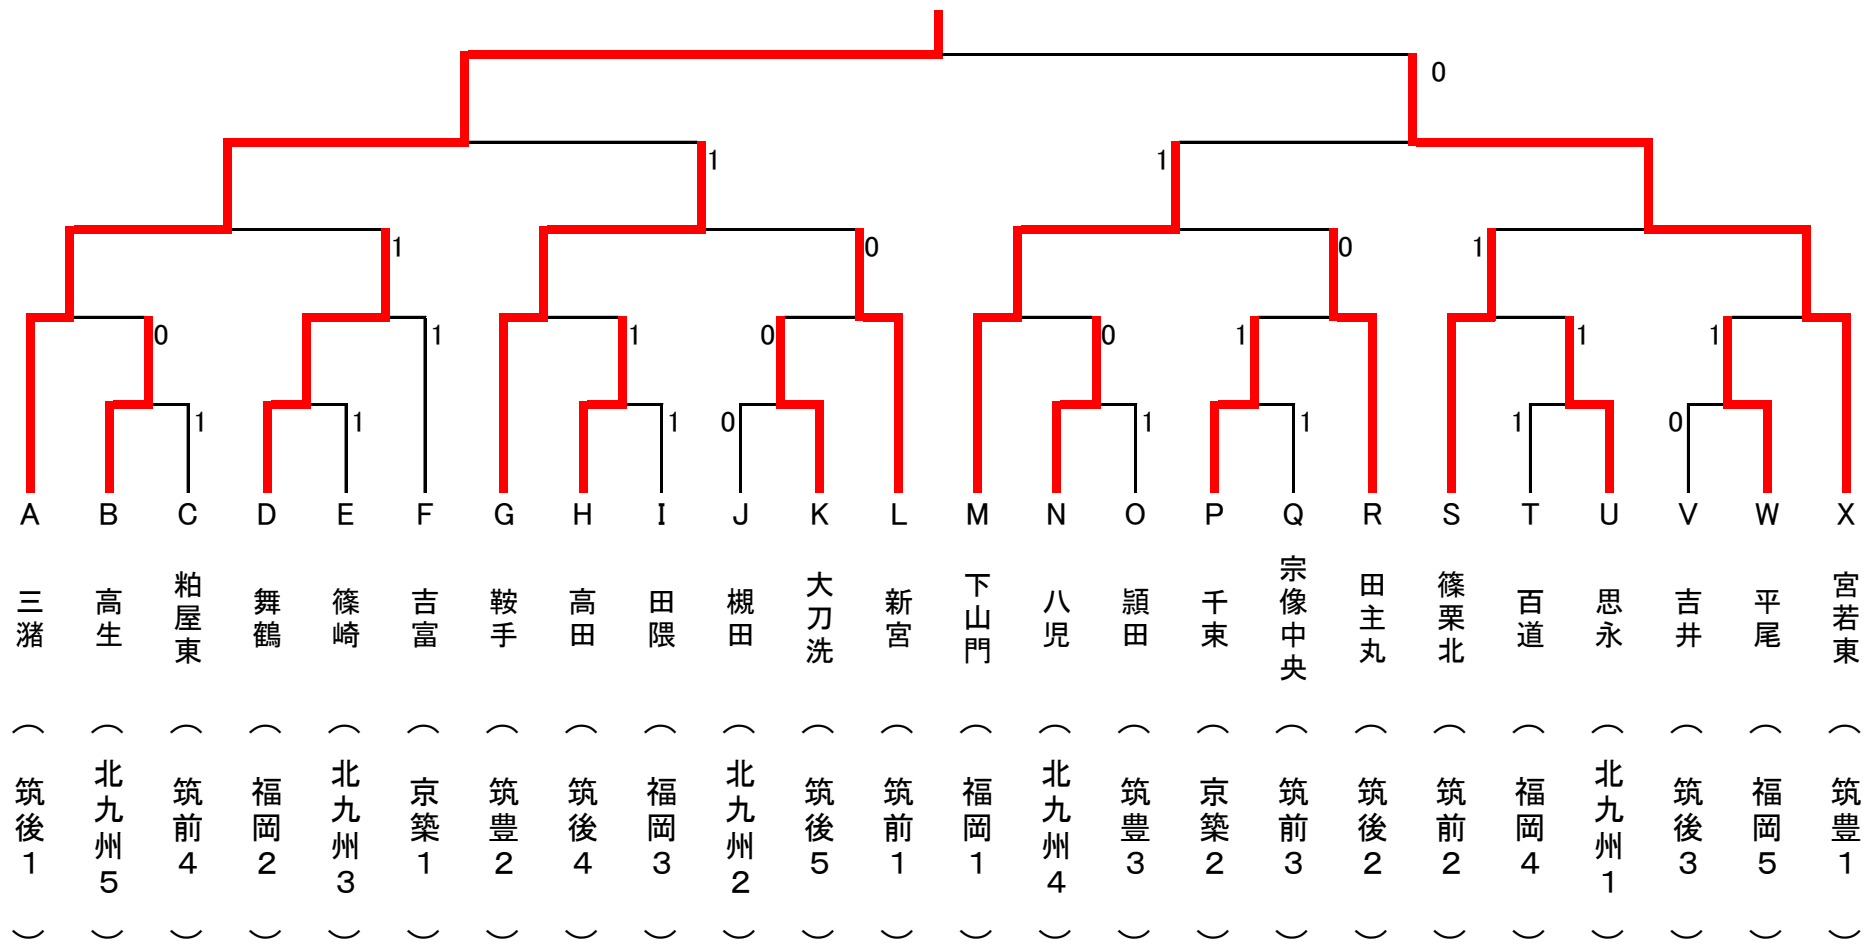 0
1 1
1 0 0 1
0 1 1 0 0 1 1 1
1 1 1 0 1 1 1 0
A B C D E F G H I J K L M N O P Q R S T U V W X
三潴 高生 粕屋東 舞鶴 篠崎 吉富 鞍手 高田 田隈 槻田 大刀洗 新宮 下山門 八児 頴田 千束 宗像中央 田主丸 篠栗北 百道 思永 吉井 平尾 宮若東
（筑後１） （北九州５） （筑前４） （福岡２） （北九州３） （京築１） （筑豊２） （筑後４） （福岡３） （北九州２） （筑後５） （筑前１） （福岡１） （北九州４） （筑豊３） （京築２） （筑前３） （筑後２） （筑前２） （福岡４） （北九州１） （筑後３） （福岡５） （筑豊１）